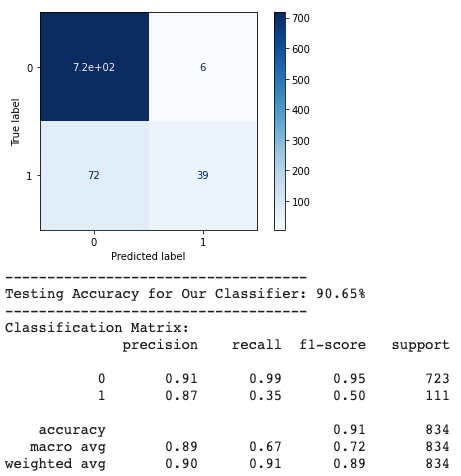 0
7.2e+02
6
1
72
39
True label
0
1
Predicted label
700
600
500
400
300
200
100
------------------------------------
Testing Accuracy for Our Classifier: 90.65%
------------------------------------
Classification Matrix:
precision recall f1-score support
0 0.91 0.99 0.95 723
1 0.87 0.35 0.50 111
accuracy 0.91 834
macro avg 0.89 0.67 0.72 834
weighted avg 0.90 0.91 0.89 834